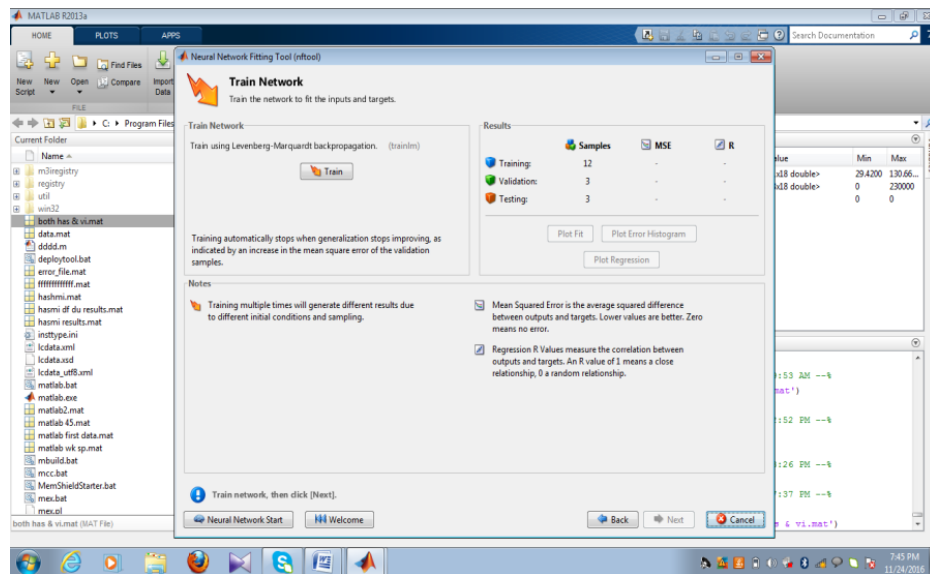 MATLAB R2013a
HOME PLOTS APPS
Search Documentation
New Script
New
Open
Find Files
Compare
Import Data
FILE
C: ▸ Program Files
Current Folder
Name
m3iregistry
registry
util
win32
both has & vi.mat
data.mat
dddd.m
deploytool.bat
error_file.mat
hashmi.mat
hasmi df du results.mat
hasmi results.mat
insttype.ini
lcdata.xml
lcdata.xsd
lcdata_utf8.xml
matlab.bat
matlab.exe
matlab2.mat
matlab 45.mat
matlab first data.mat
matlab wk sp.mat
mbuild.bat
mcc.bat
MemShieldStarter.bat
mex.bat
mex.pl
both has & vi.mat (MAT File)
Neural Network Fitting Tool (nftool)
Train Network
Train the network to fit the inputs and targets.
Train Network
Train using Levenberg-Marquardt backpropagation. (trainlm)
Train
Training automatically stops when generalization stops improving, as
indicated by an increase in the mean square error of the validation
samples.
Results
Samples MSE R
Training: 12 - -
Validation: 3 - -
Testing: 3 - -
Plot Fit Plot Error Histogram
Plot Regression
Notes
Training multiple times will generate different results due
to different initial conditions and sampling.
Mean Squared Error is the average squared difference
between outputs and targets. Lower values are better. Zero
means no error.
Regression R Values measure the correlation between
outputs and targets. An R value of 1 means a close
relationship, 0 a random relationship.
Train network, then click [Next].
Neural Network Start Welcome Back Next Cancel
alue Min Max
x18 double> 29.4200 130.66...
x18 double> 0 230000
0 0
:53 AM --%
mat')
:52 PM --%
:26 PM --%
:37 PM --%
s & vi.mat')
7:45 PM
11/24/2016